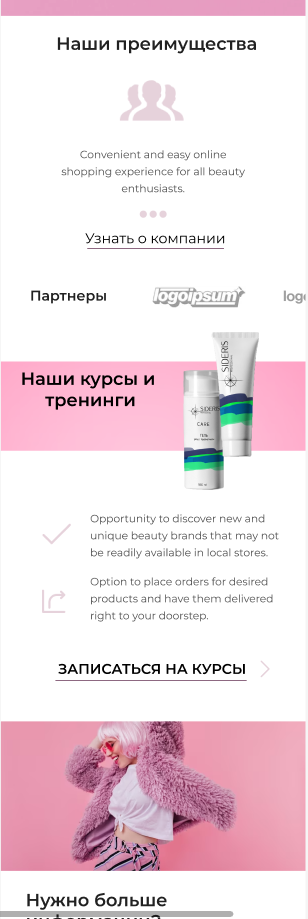 Наши преимущества
Convenient and easy online
shopping experience for all beauty
enthusiasts.
Узнать о компании
Партнеры
logoipsum
logo
Наши курсы и
тренинги
SIDERIS
SIDERIS
CARE
ГЕЛЬ
Opportunity to discover new and
unique beauty brands that may not
be readily available in local stores.
Option to place orders for desired
products and have them delivered
right to your doorstep.
ЗАПИСАТЬСЯ НА КУРСЫ
Нужно больше
информации?